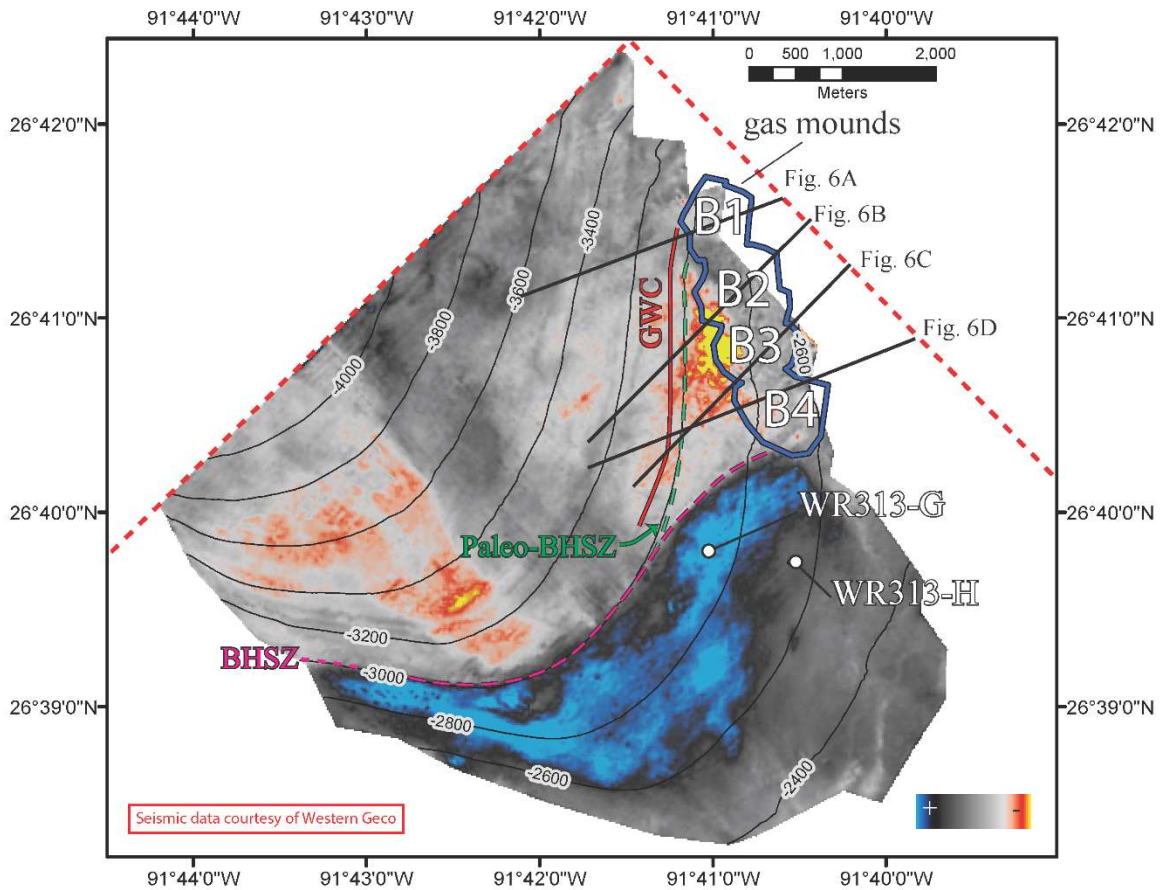 91°44'0"W 91°43'0"W 91°42'0"W 91°41'0"W 91°40'0"W
0 500 1,000 2,000
Meters
26°42'0"N
26°42'0"N
gas mounds
Fig. 6A
B1
Fig. 6B
-3400
Fig. 6C
-3600
B2
26°41'0"N
26°41'0"N
GWC
-3800
B3
Fig. 6D
-2600
-4000
B4
26°40'0"N
26°40'0"N
WR313-G
Paleo-BHSZ
WR313-H
-3200
BHSZ
-3000
26°39'0"N
26°39'0"N
-2800
-2600
-2400
+ -
Seismic data courtesy of Western Geco
91°44'0"W 91°43'0"W 91°42'0"W 91°41'0"W 91°40'0"W